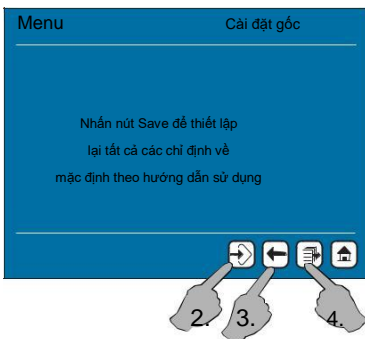 Menu Cài đặt gốc
Nhấn nút Save để thiết lập
lại tất cả các chỉ định về
mặc định theo hướng dẫn sử dụng
2. 3. 4.